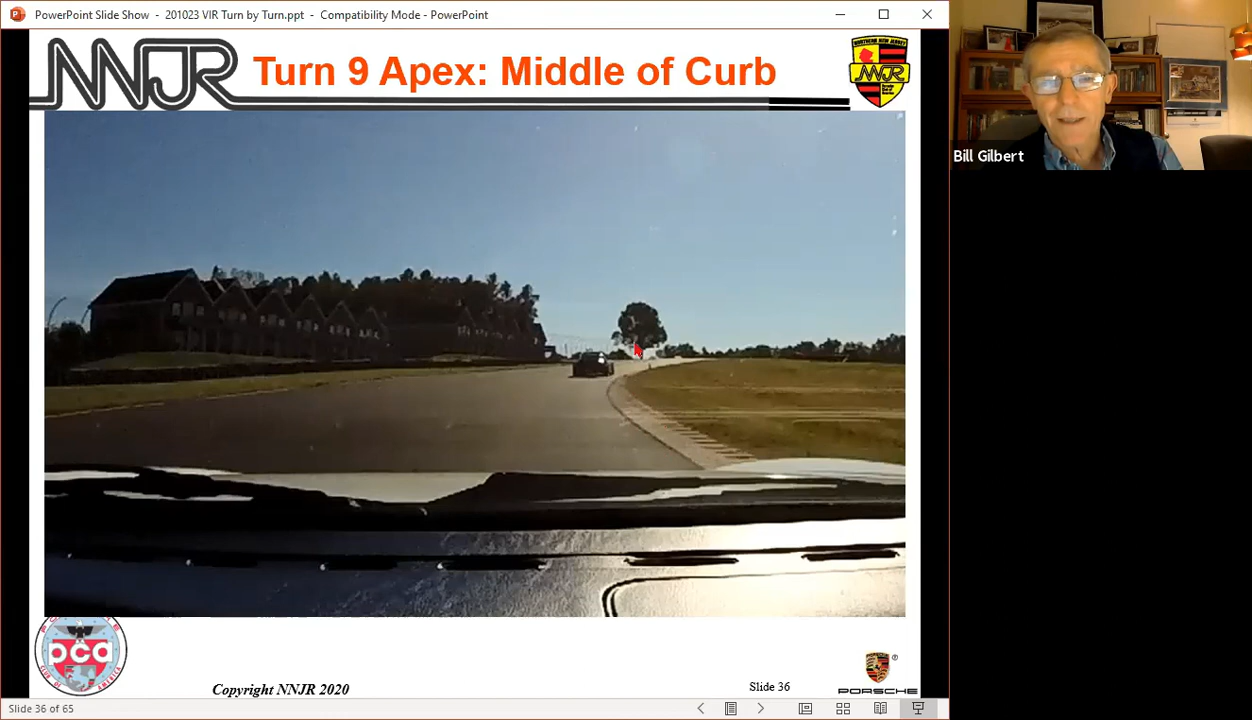 PowerPoint Slide Show - 201023 VIR Turn by Turn.ppt - Compatibility Mode - PowerPoint
NNJR
Turn 9 Apex: Middle of Curb
NNJR
Bill Gilbert
pca
Copyright NNJR 2020
Slide 36
PORSCHE
Slide 36 of 65